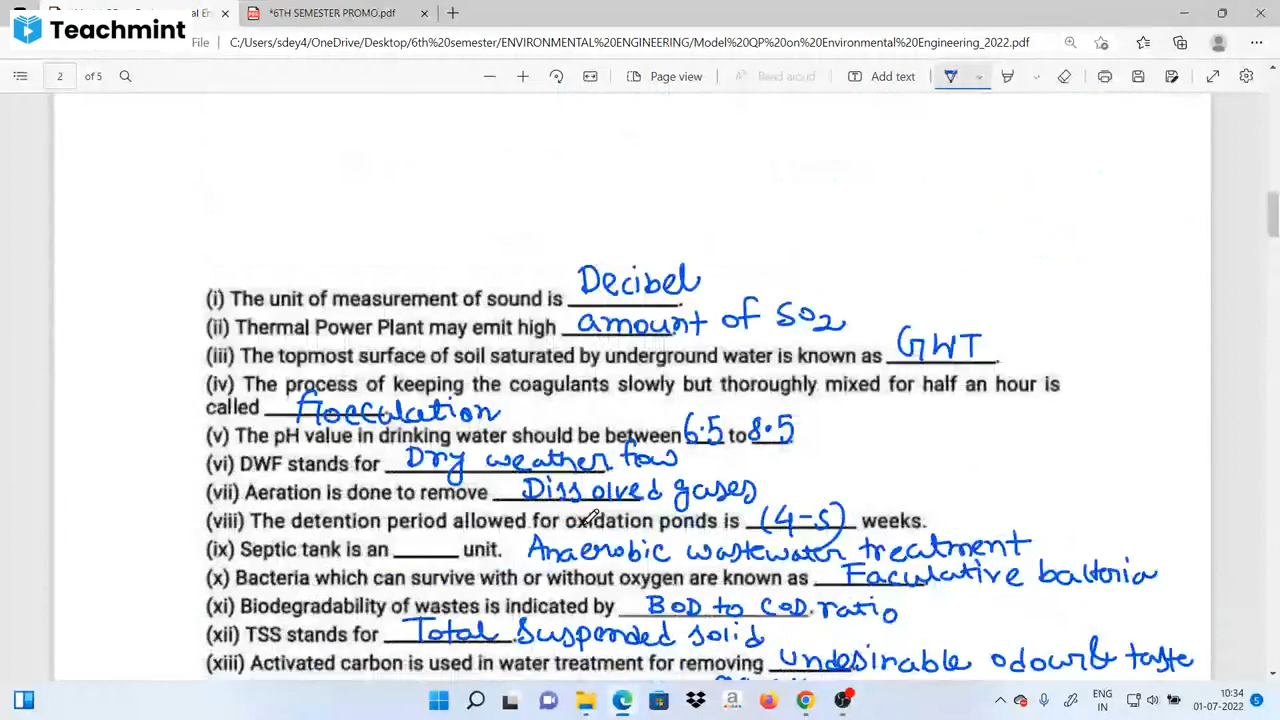 al En
*6TH SEMESTER PROMO.pdf
Teachmint
File C:/Users/sdey4/OneDrive/Desktop/6th%20semester/ENVIRONMENTAL%20ENGINEERING/Model%20QP%20on%20Environmental%20Engineering_2022.pdf
2 of 5 Page view Read aloud Add text
(i) The unit of measurement of sound is Decibel.
(ii) Thermal Power Plant may emit high amount of SO2
(iii) The topmost surface of soil saturated by underground water is known as GWT.
(iv) The process of keeping the coagulants slowly but thoroughly mixed for half an hour is
called flocculation
(v) The pH value in drinking water should be between 6.5 to 8.5
(vi) DWF stands for Dry weather fow
(vii) Aeration is done to remove Dissolved gases
(viii) The detention period allowed for oxidation ponds is (4-5) weeks.
(ix) Septic tank is an ______ unit. Anaerobic wastewater treatment
(x) Bacteria which can survive with or without oxygen are known as Faculative balteria
(xi) Biodegradability of wastes is indicated by BOD to COD. ratio
(xii) TSS stands for Total Suspended solid
(xiii) Activated carbon is used in water treatment for removing undesirable odour & taste
ENG
IN
10:34
01-07-2022
5